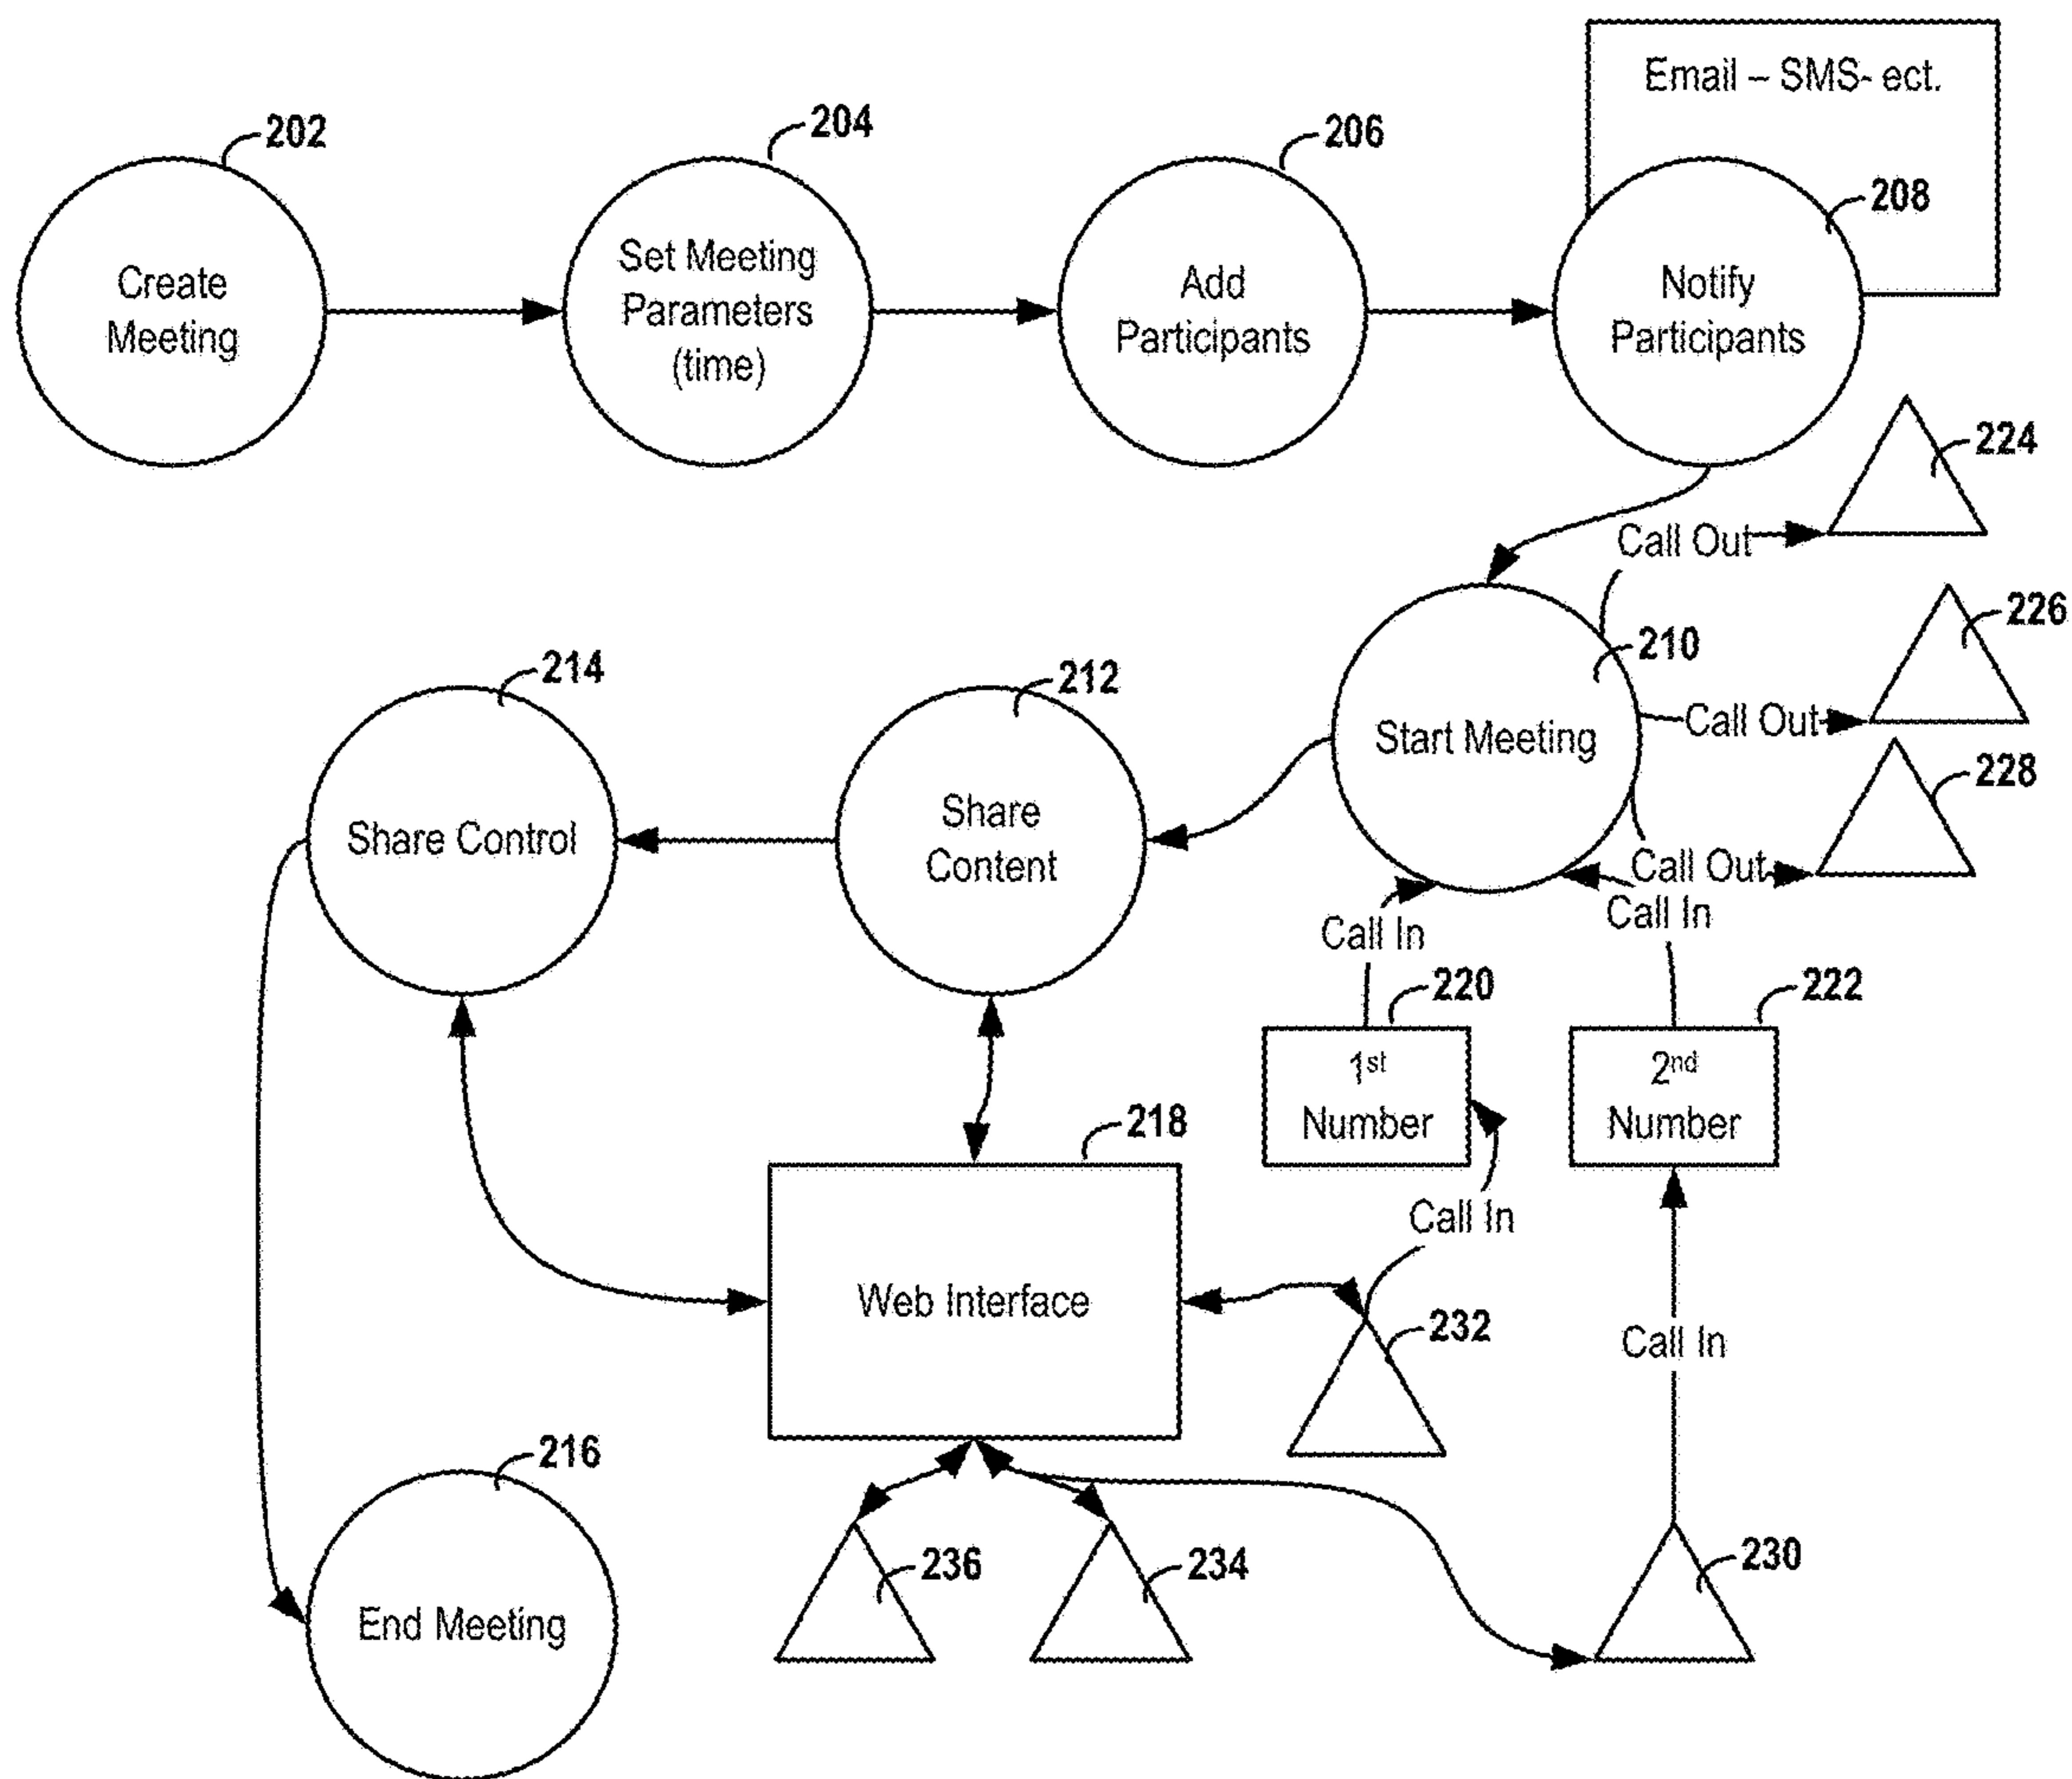 Email – SMS- ect.
202
204
206
208
Create
Meeting
Set Meeting
Parameters
(time)
Add
Participants
Notify
Participants
224
Call Out
226
210
214
212
Call Out
Start Meeting
228
Share Control
Share
Content
Call Out
Call In
Call In
220
222
1st
Number
2nd
Number
218
Call In
Web Interface
232
Call In
216
236
234
230
End Meeting